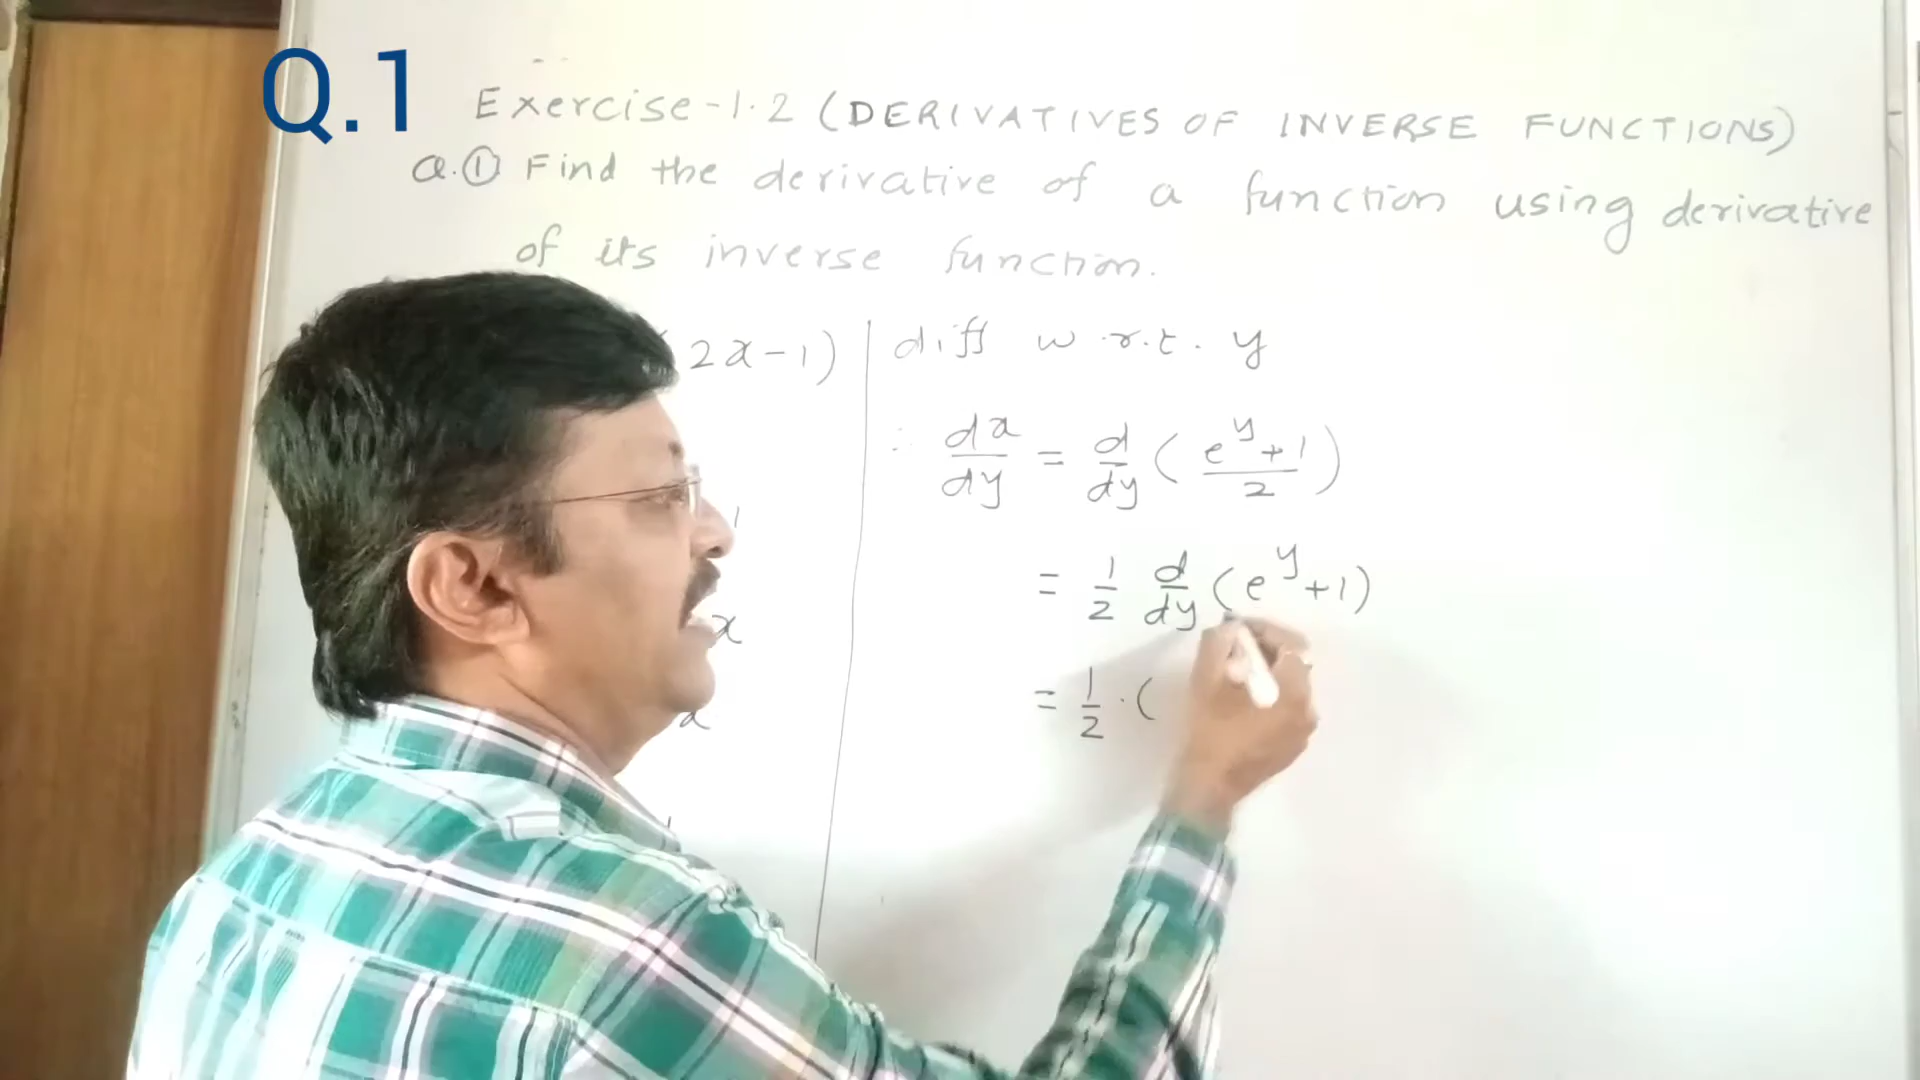 Q.1
Exercise-1.2 (DERIVATIVES OF INVERSE FUNCTIONS)
Q.① Find the derivative of a function using derivative
of its inverse function.
2x-1)
1
x
x
diff w.r.t. y
∴ dx/dy = d/dy ( (e^y+1)/2 )
= 1/2 d/dy (e^y+1)
= 1/2 . (